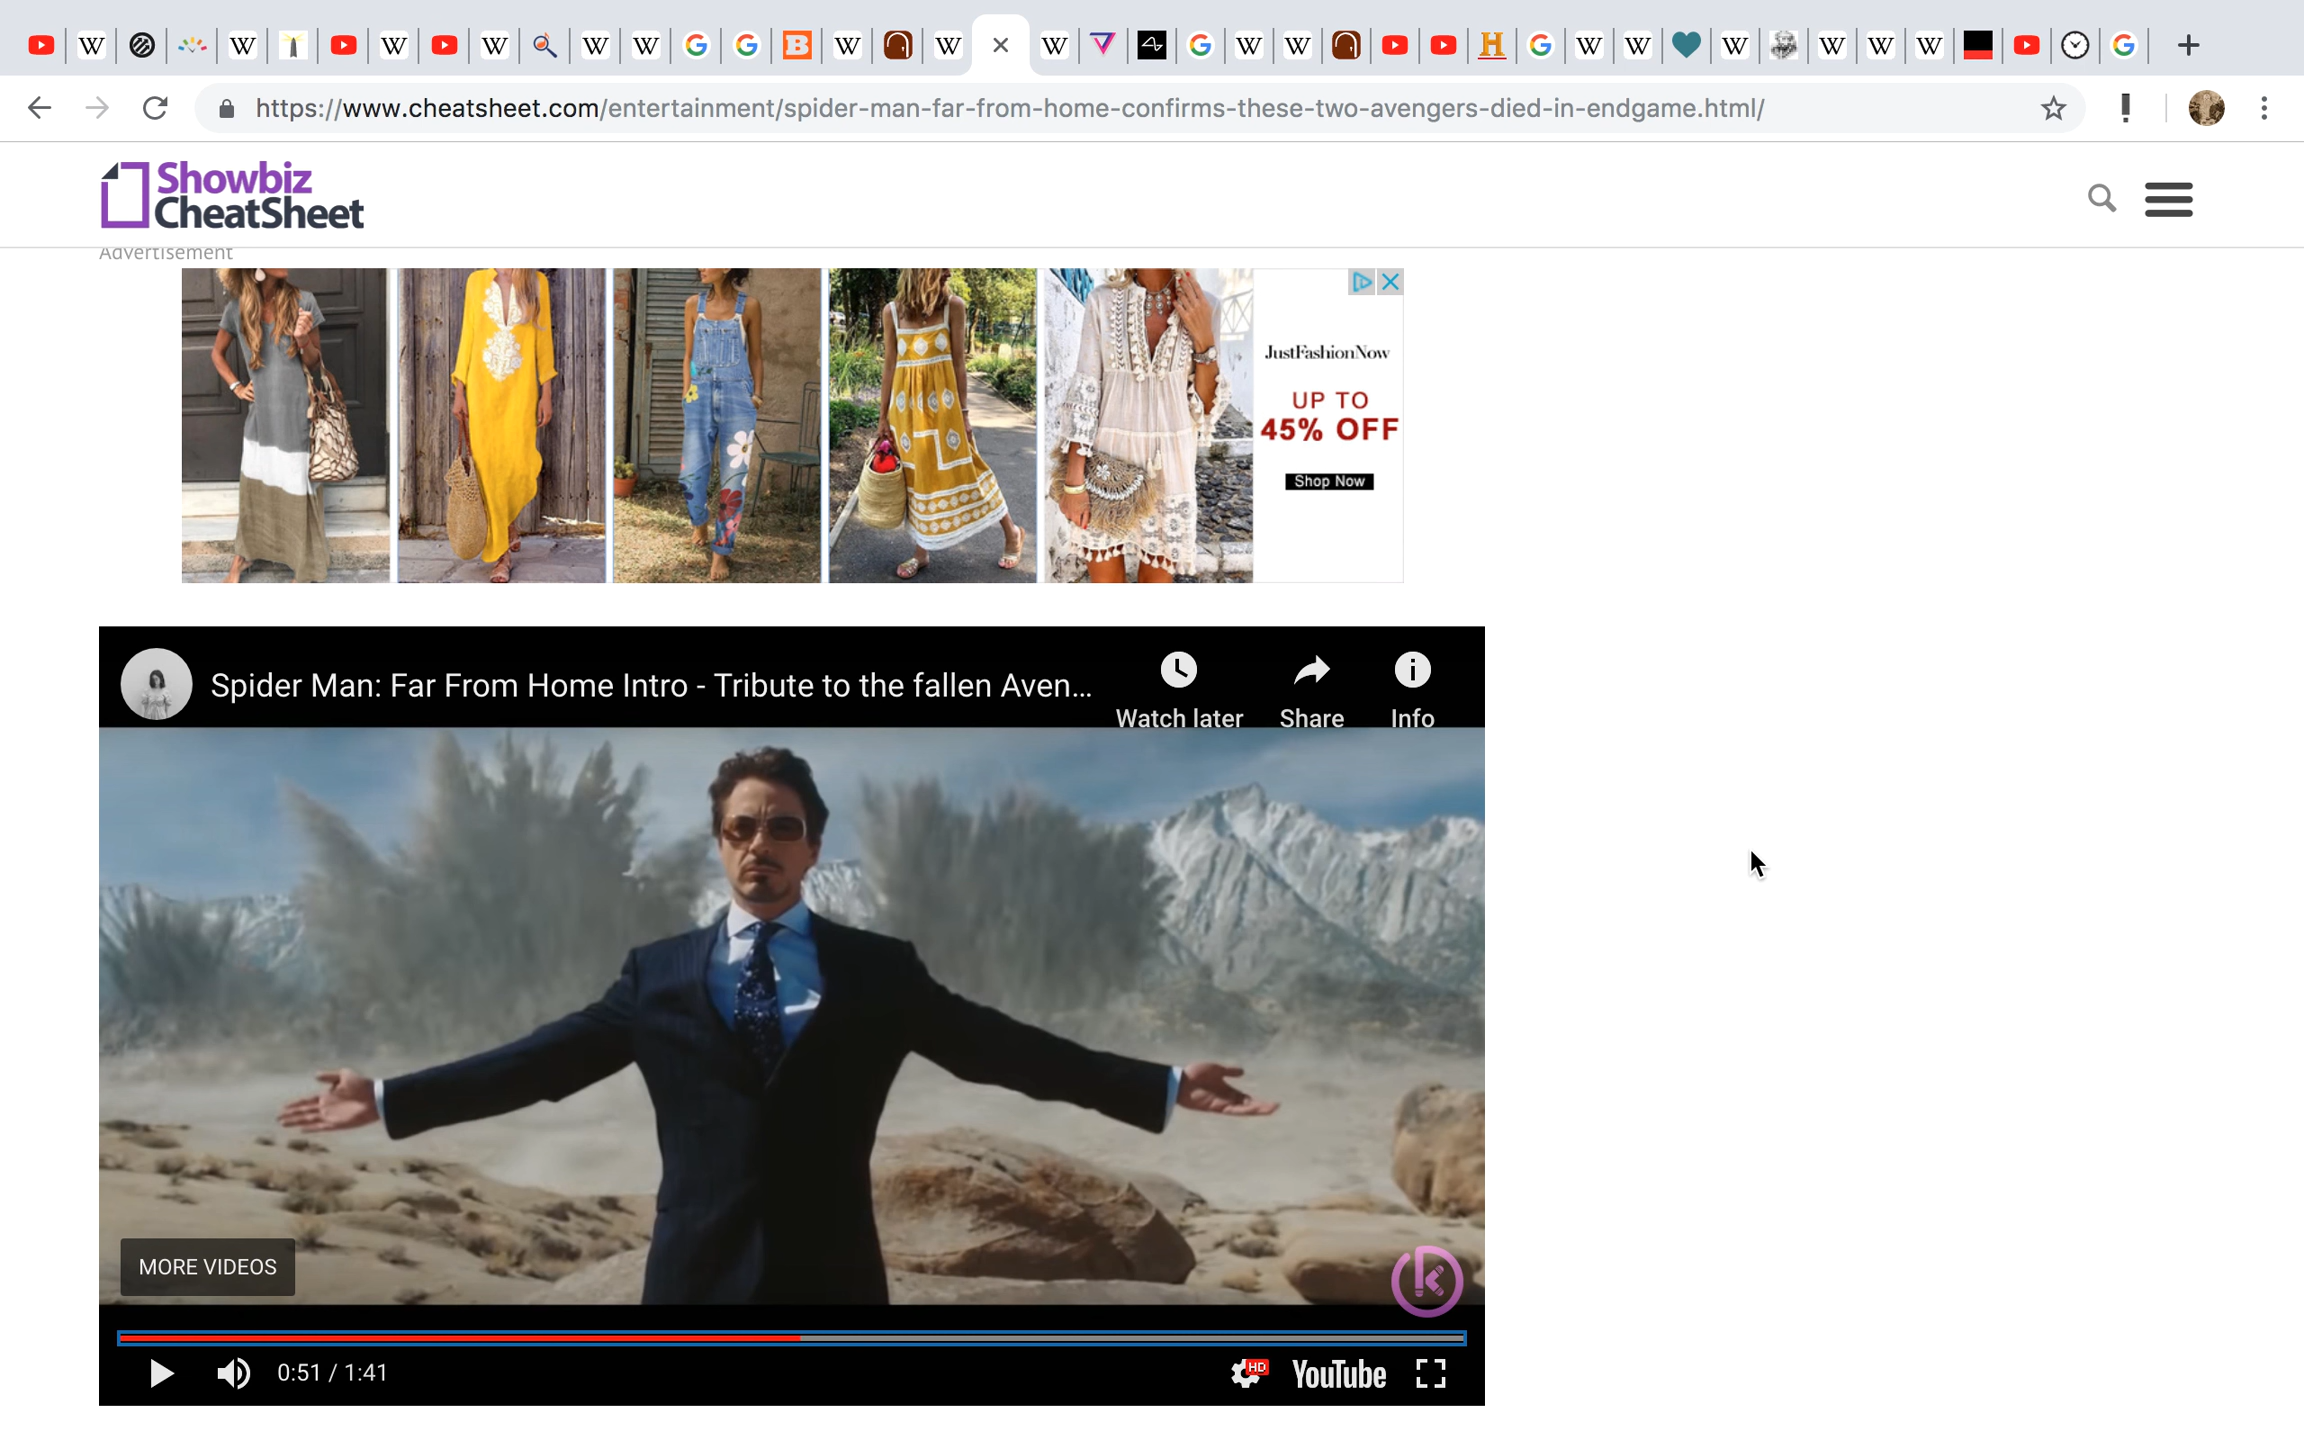 https://www.cheatsheet.com/entertainment/spider-man-far-from-home-confirms-these-two-avengers-died-in-endgame.html/
Showbiz
CheatSheet
Advertisement
JustFashionNow
UP TO
45% OFF
Shop Now
Spider Man: Far From Home Intro - Tribute to the fallen Aven...
Watch later
Share
Info
MORE VIDEOS
0:51 / 1:41
HD
YouTube